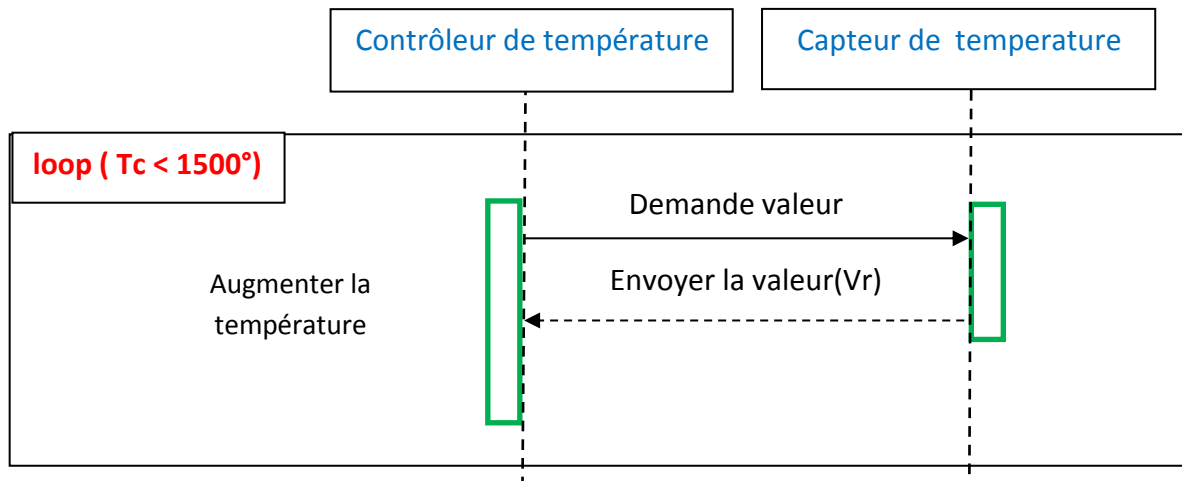 Contrôleur de température
Capteur de temperature
loop ( Tc < 1500°)
Demande valeur
Envoyer la valeur(Vr)
Augmenter la
température